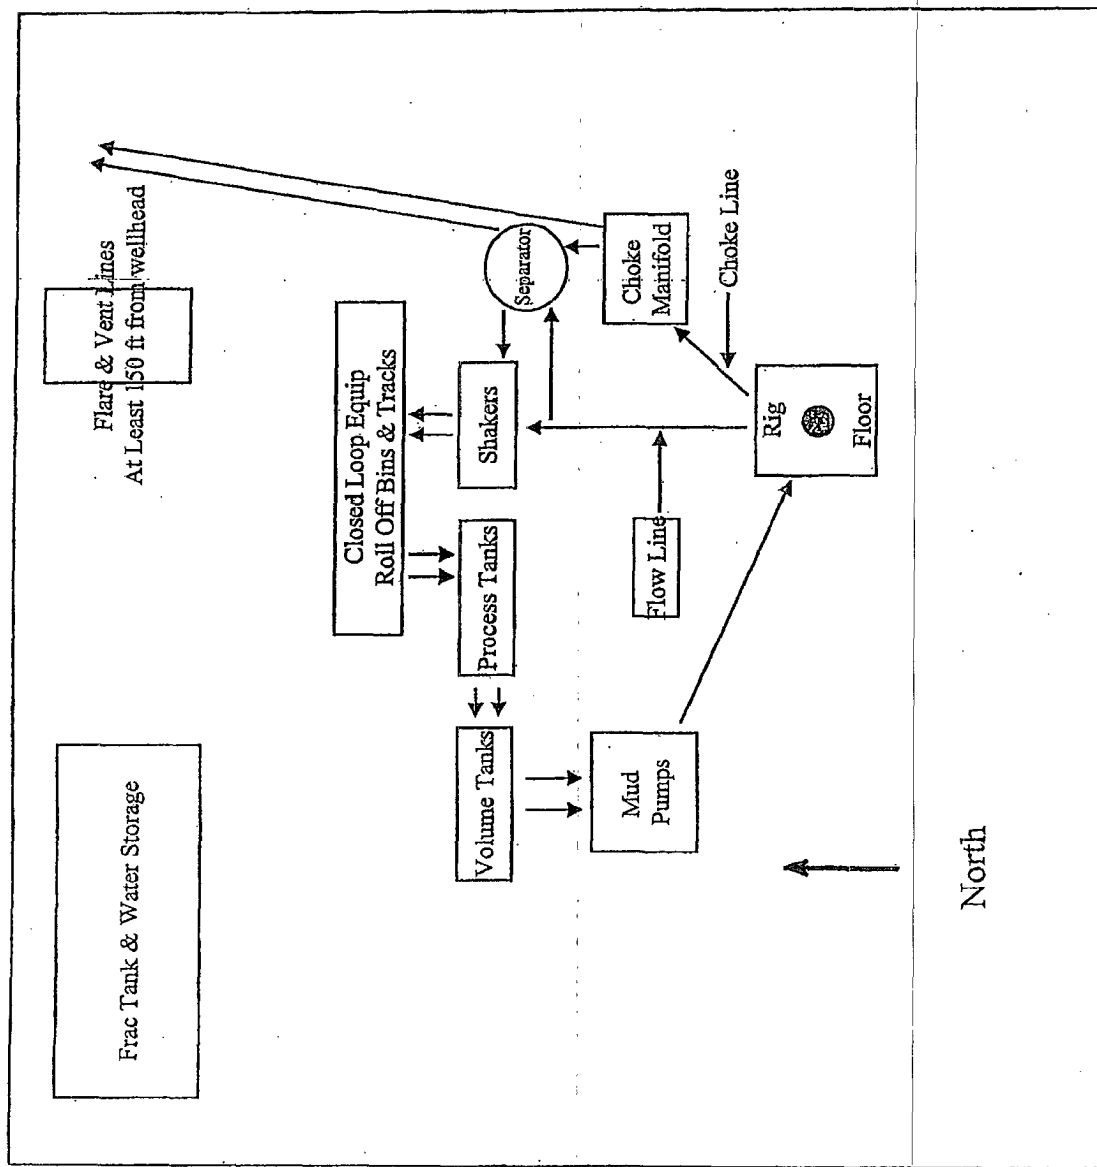 Frac Tank & Water Storage
Flare & Vent Lines
At Least 150 ft from wellhead
Closed Loop Equip
Roll Off Bins & Tracks
Volume Tanks
Process Tanks
Shakers
Separator
Mud
Pumps
Flow Line
Choke
Manifold
Choke Line
Rig
Floor
North